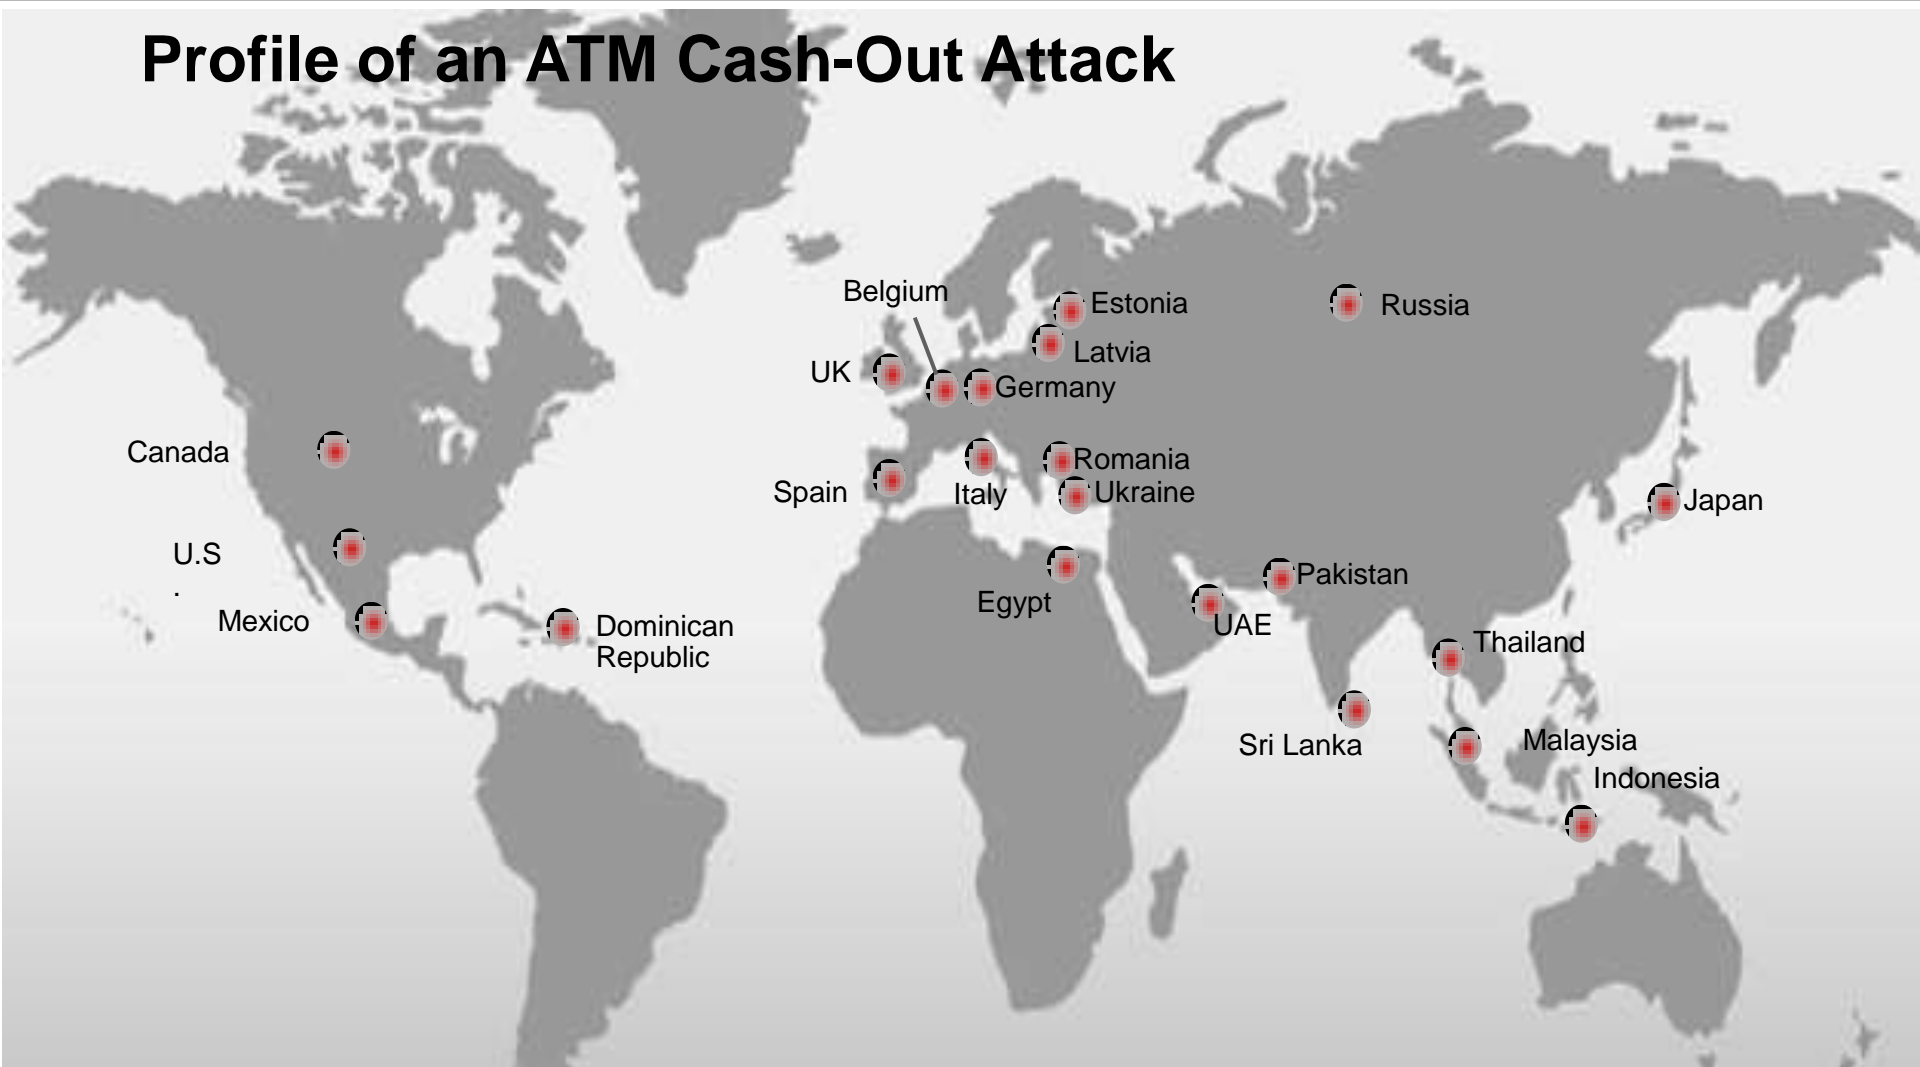 Profile of an ATM Cash-Out Attack
Belgium
Estonia
Russia
Latvia
UK
Germany
Canada
Romania
Spain
Italy
Ukraine
Japan
U.S
.
Pakistan
Egypt
UAE
Mexico
Dominican
Republic
Thailand
Sri Lanka
Malaysia
Indonesia